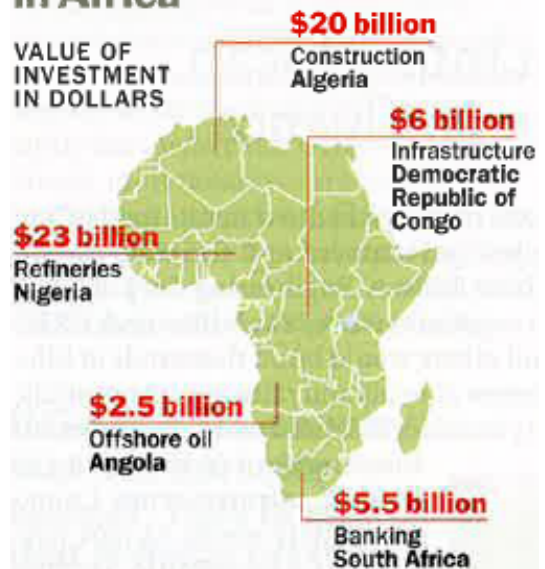 in Africa
VALUE OF
INVESTMENT
IN DOLLARS
$20 billion
Construction
Algeria
$6 billion
Infrastructure
Democratic
Republic of
Congo
$23 billion
Refineries
Nigeria
$2.5 billion
Offshore oil
Angola
$5.5 billion
Banking
South Africa